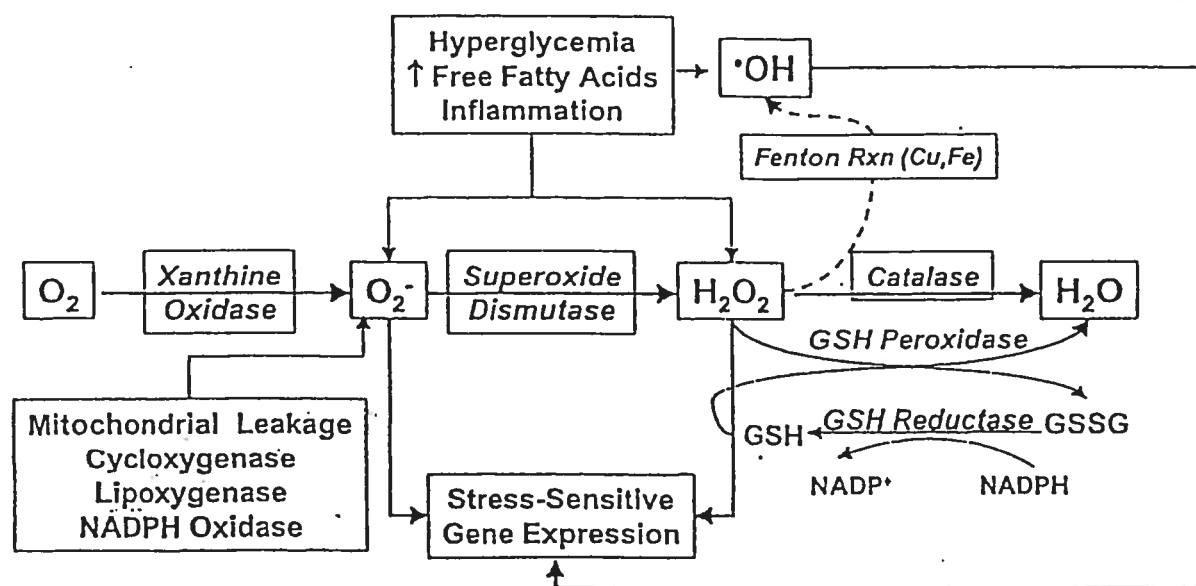 Hyperglycemia
↑ Free Fatty Acids
Inflammation
•OH
Fenton Rxn (Cu,Fe)
O₂
Xanthine
Oxidase
O₂⁻
Superoxide
Dismutase
H₂O₂
Catalase
H₂O
GSH Peroxidase
GSH Reductase
GSH
GSSG
NADP⁺
NADPH
Mitochondrial Leakage
Cycloxygenase
Lipoxygenase
NADPH Oxidase
Stress-Sensitive
Gene Expression